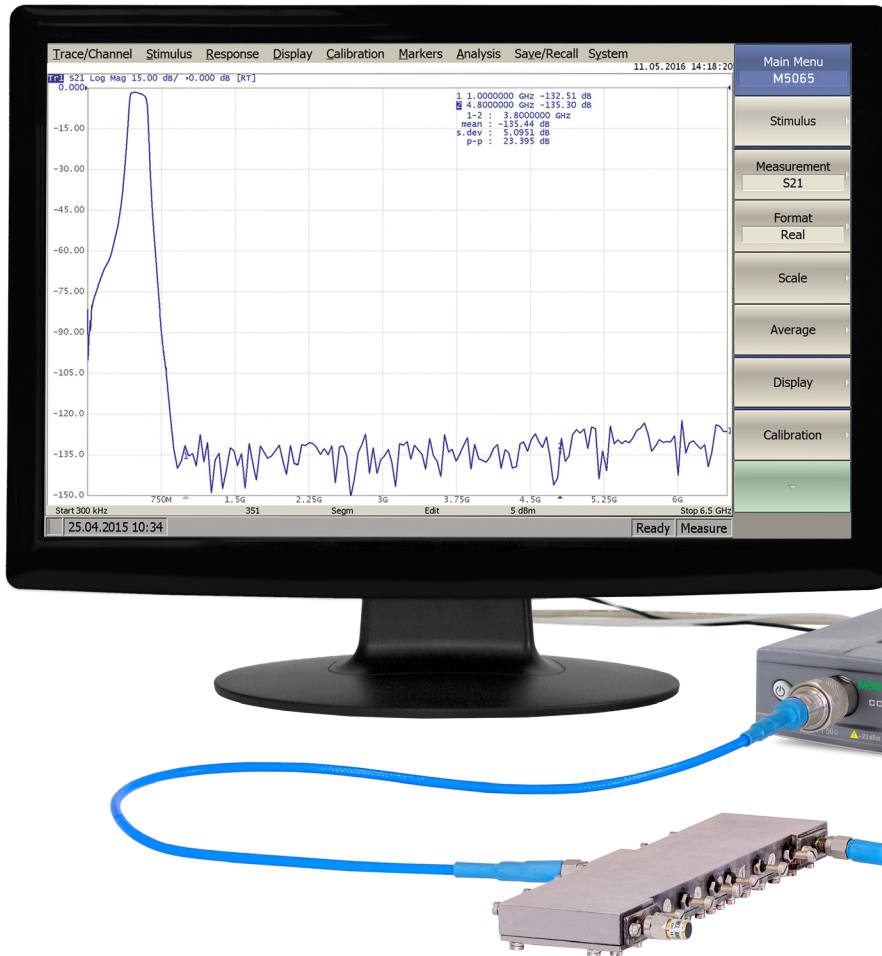 Trace/Channel Stimulus Response Display Calibration Markers Analysis Save/Recall System
11.05.2016 14:18:20
Tr1 S21 Log Mag 15.00 dB/ ▸0.000 dB [RT]
0.000
-15.00
-30.00
-45.00
-60.00
-75.00
-90.00
-105.0
-120.0
-135.0
-150.0
1 1.0000000 GHz -132.51 dB
2 4.8000000 GHz -135.30 dB
1-2 : 3.8000000 GHz
mean : -135.44 dB
s.dev : 5.0951 dB
p-p : 23.395 dB
750M 1.5G 2.25G 3G 3.75G 4.5G 5.25G 6G
Start 300 kHz 351 Segm Edit 5 dBm Stop 6.5 GHz
25.04.2015 10:34 Ready Measure
Main Menu
M5065
Stimulus
Measurement
S21
Format
Real
Scale
Average
Display
Calibration